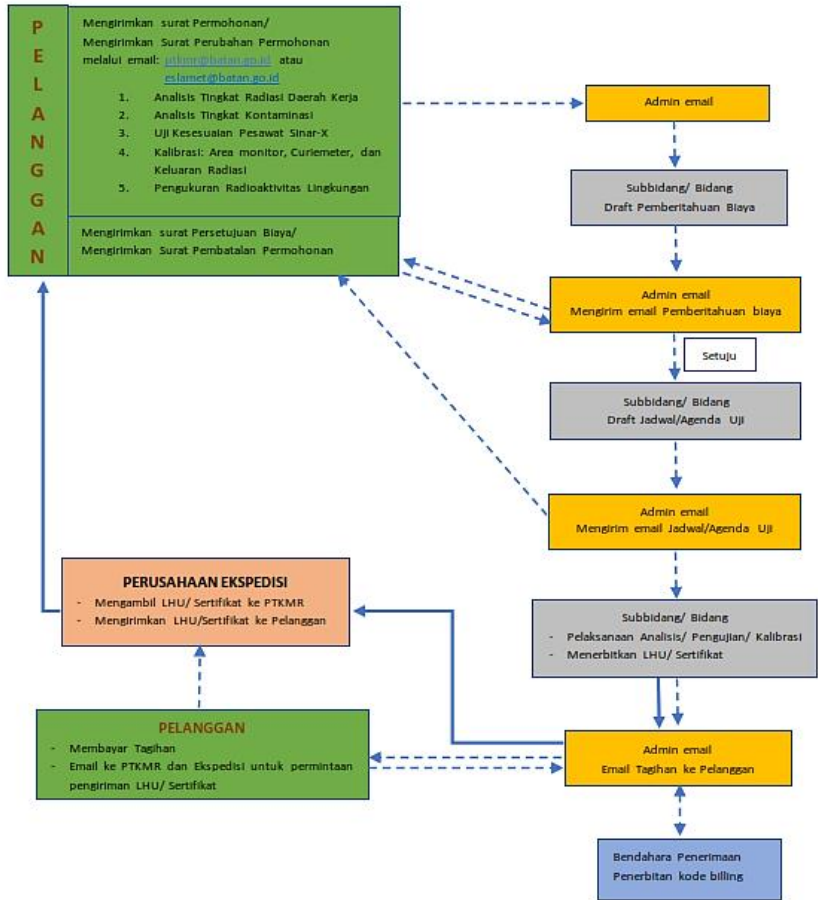 PELANGGAN
Mengirimkan surat Permohonan/
Mengirimkan Surat Perubahan Permohonan
melalui email: ptkmr@batan.go.id atau
eslamet@batan.go.id
1. Analisis Tingkat Radiasi Daerah Kerja
2. Analisis Tingkat Kontaminasi
3. Uji Kesesuaian Pesawat Sinar-X
4. Kalibrasi: Area monitor, Curiemeter, dan
Keluaran Radiasi
5. Pengukuran Radioaktivitas Lingkungan
Mengirimkan surat Persetujuan Biaya/
Mengirimkan Surat Pembatalan Permohonan
Admin email
Subbidang/ Bidang
Draft Pemberitahuan Biaya
Admin email
Mengirim email Pemberitahuan biaya
Setuju
Subbidang/ Bidang
Draft Jadwal/Agenda Uji
Admin email
Mengirim email Jadwal/Agenda Uji
Subbidang/ Bidang
- Pelaksanaan Analisis/ Pengujian/ Kalibrasi
- Menerbitkan LHU/ Sertifikat
Admin email
Email Tagihan ke Pelanggan
Bendahara Penerimaan
Penerbitan kode billing
PERUSAHAAN EKSPEDISI
- Mengambil LHU/ Sertifikat ke PTKMR
- Mengirimkan LHU/Sertifikat ke Pelanggan
PELANGGAN
- Membayar Tagihan
- Email ke PTKMR dan Ekspedisi untuk permintaan
pengiriman LHU/ Sertifikat